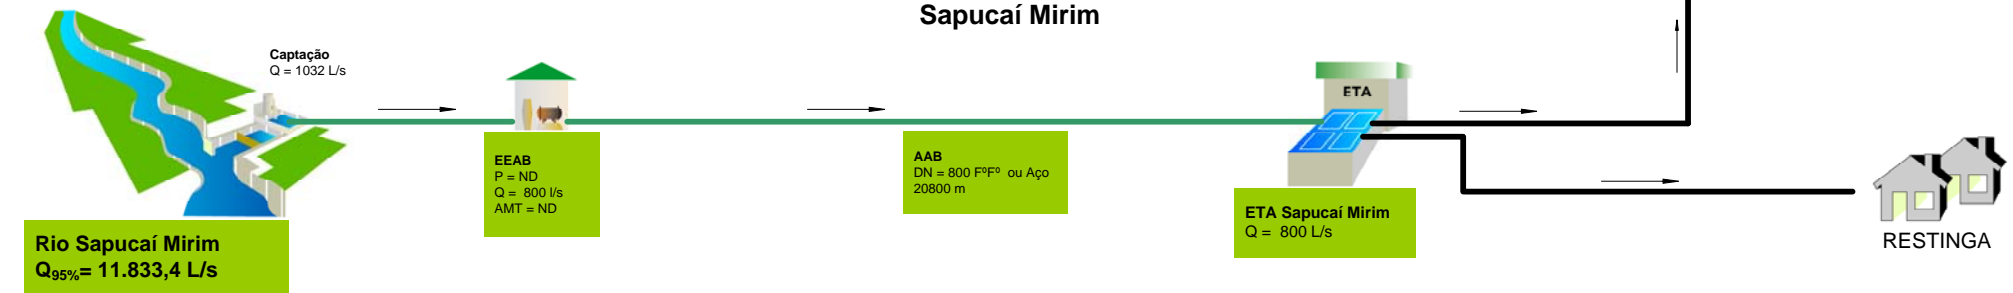 Sapucaí Mirim
Captação
Q = 1032 L/s
EEAB
P = ND
Q = 800 l/s
AMT = ND
AAB
DN = 800 FºFº ou Aço
20800 m
ETA
ETA Sapucaí Mirim
Q = 800 L/s
RESTINGA
Rio Sapucaí Mirim
Q95%= 11.833,4 L/s